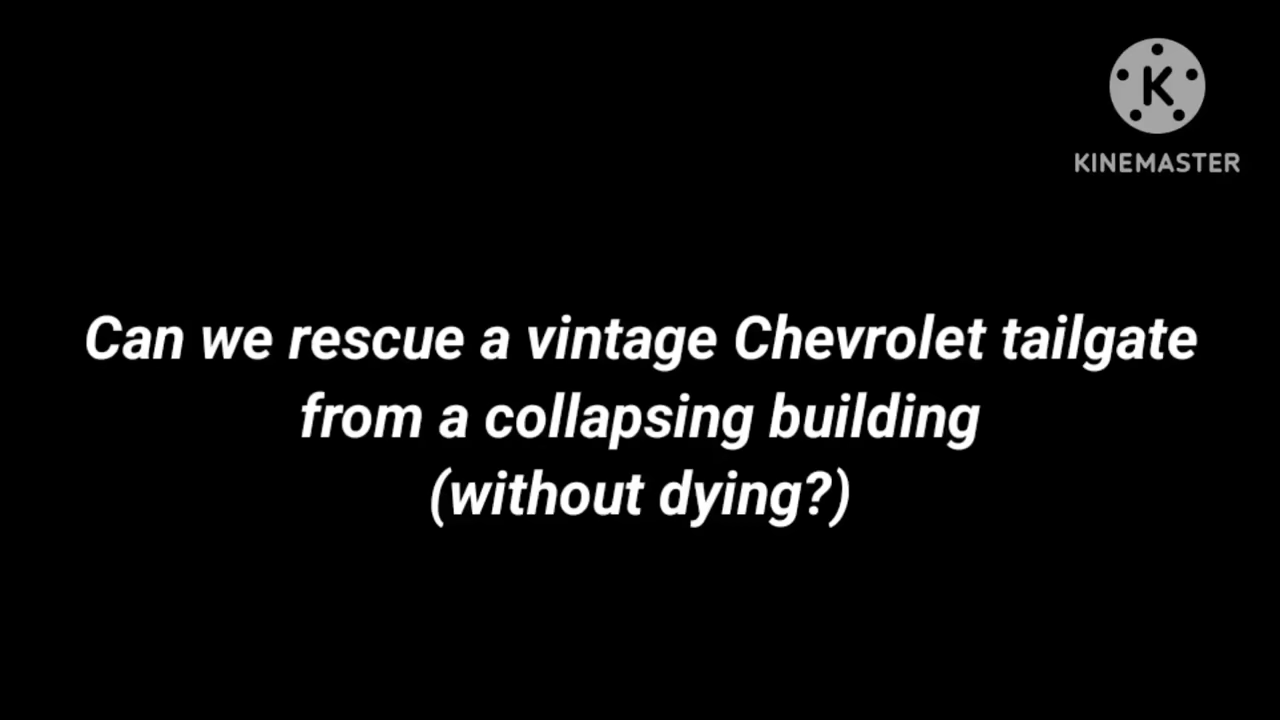 K
KINEMASTER
Can we rescue a vintage Chevrolet tailgate
from a collapsing building
(without dying?)